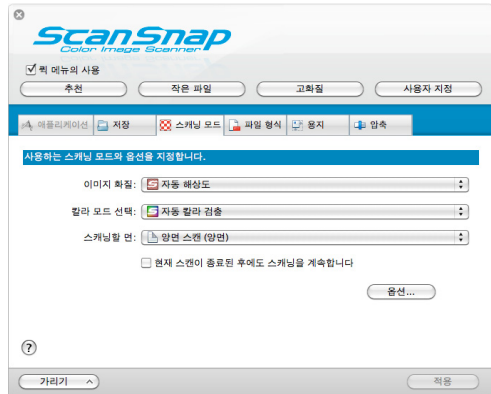 ScanSnap
Color Image Scanner
퀵 메뉴의 사용
추천 작은 파일 고화질 사용자 지정
애플리케이션 저장 스캐닝 모드 파일 형식 용지 압축
사용하는 스캐닝 모드와 옵션을 지정합니다.
이미지 화질: 자동 해상도
칼라 모드 선택: 자동 칼라 검출
스캐닝할 면: 양면 스캔 (양면)
현재 스캔이 종료된 후에도 스캐닝을 계속합니다
옵션...
?
가리기 적용